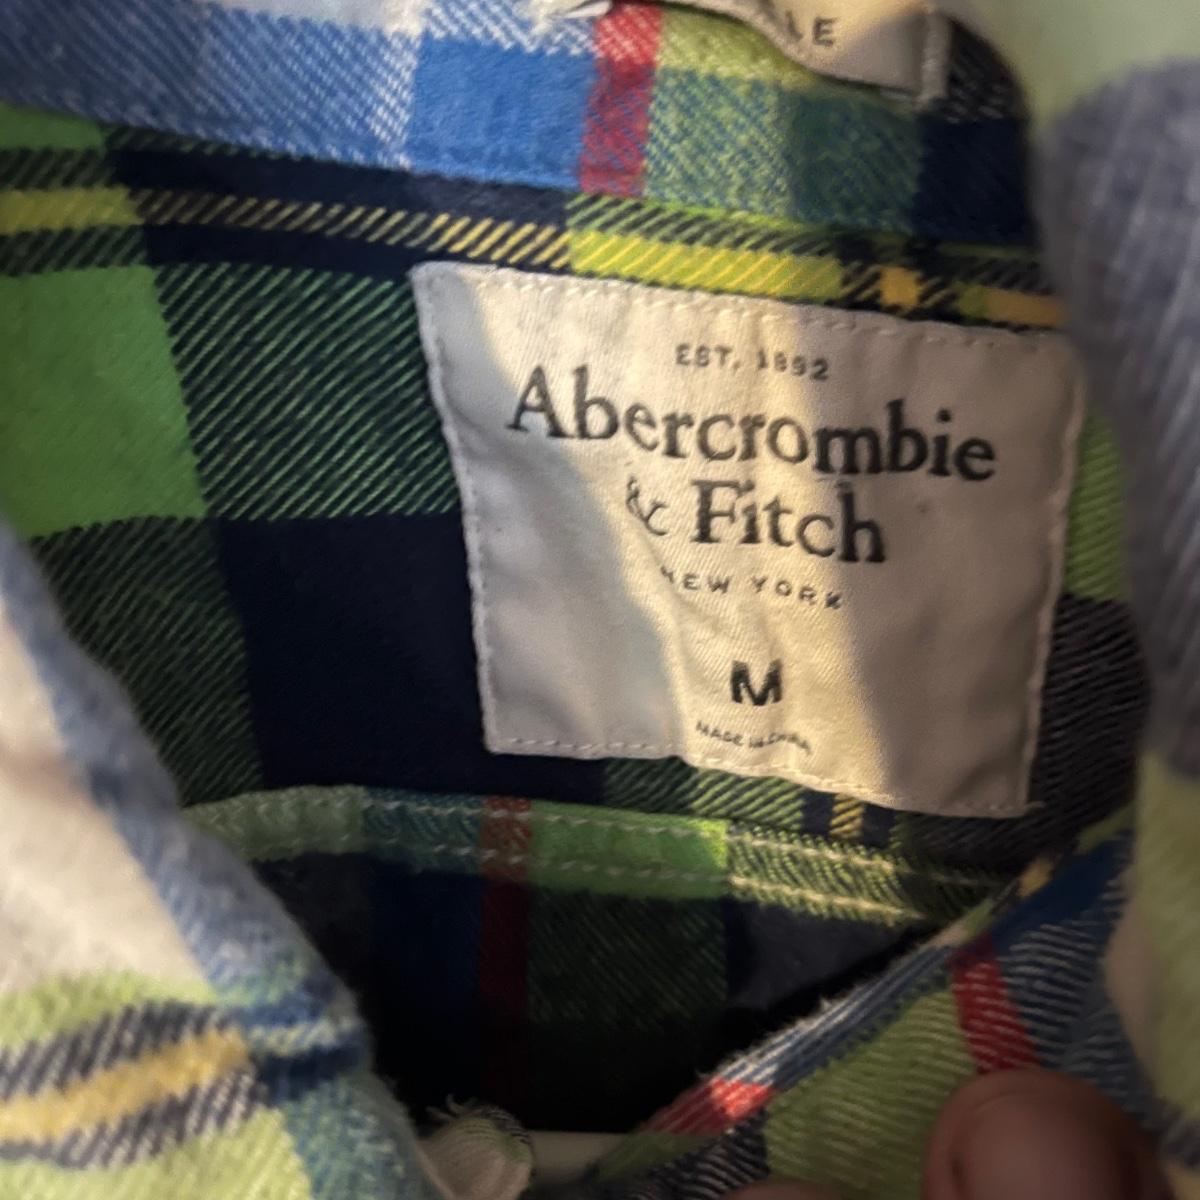 EST. 1892
Abercrombie
& Fitch
NEW YORK
M
MADE IN CHINA